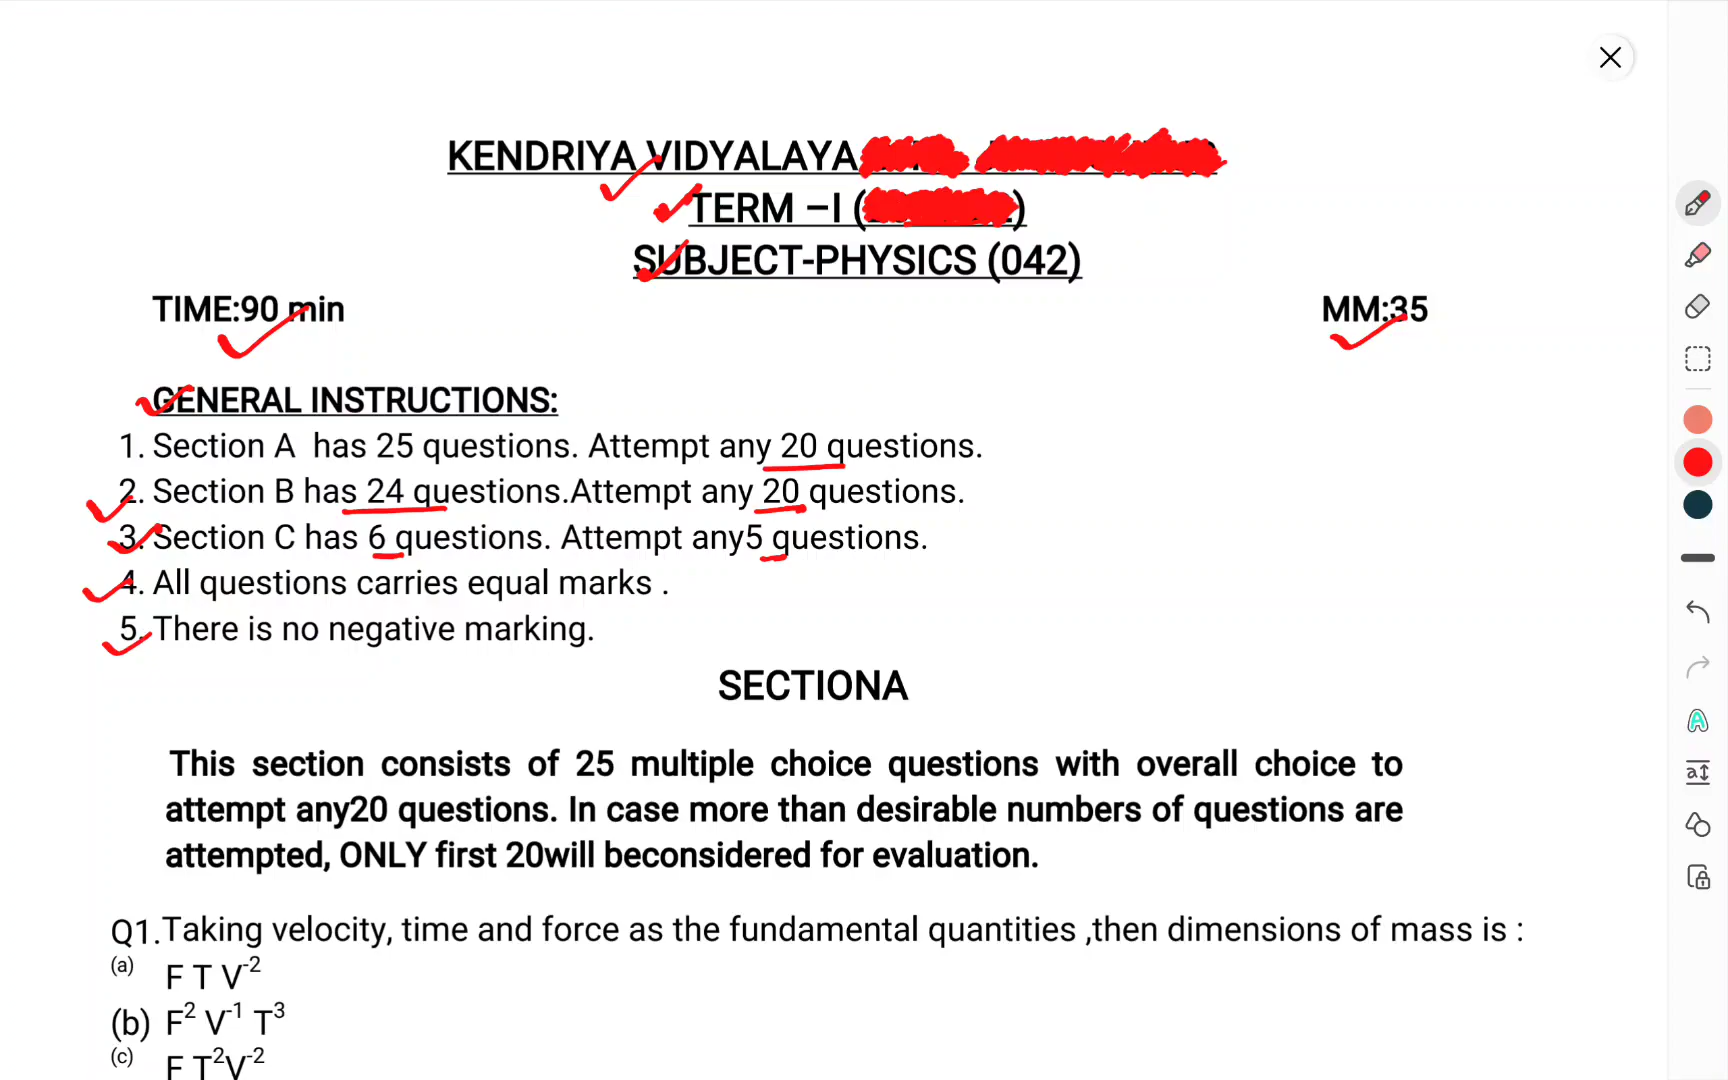 KENDRIYA VIDYALAYA
TERM –I ( )
SUBJECT-PHYSICS (042)
TIME:90 min MM:35
GENERAL INSTRUCTIONS:
1. Section A has 25 questions. Attempt any 20 questions.
2. Section B has 24 questions.Attempt any 20 questions.
3. Section C has 6 questions. Attempt any5 questions.
4. All questions carries equal marks .
5. There is no negative marking.
SECTIONA
This section consists of 25 multiple choice questions with overall choice to
attempt any20 questions. In case more than desirable numbers of questions are
attempted, ONLY first 20will beconsidered for evaluation.
Q1.Taking velocity, time and force as the fundamental quantities ,then dimensions of mass is :
(a) F T V⁻²
(b) F² V⁻¹ T³
(c) F T²V⁻²